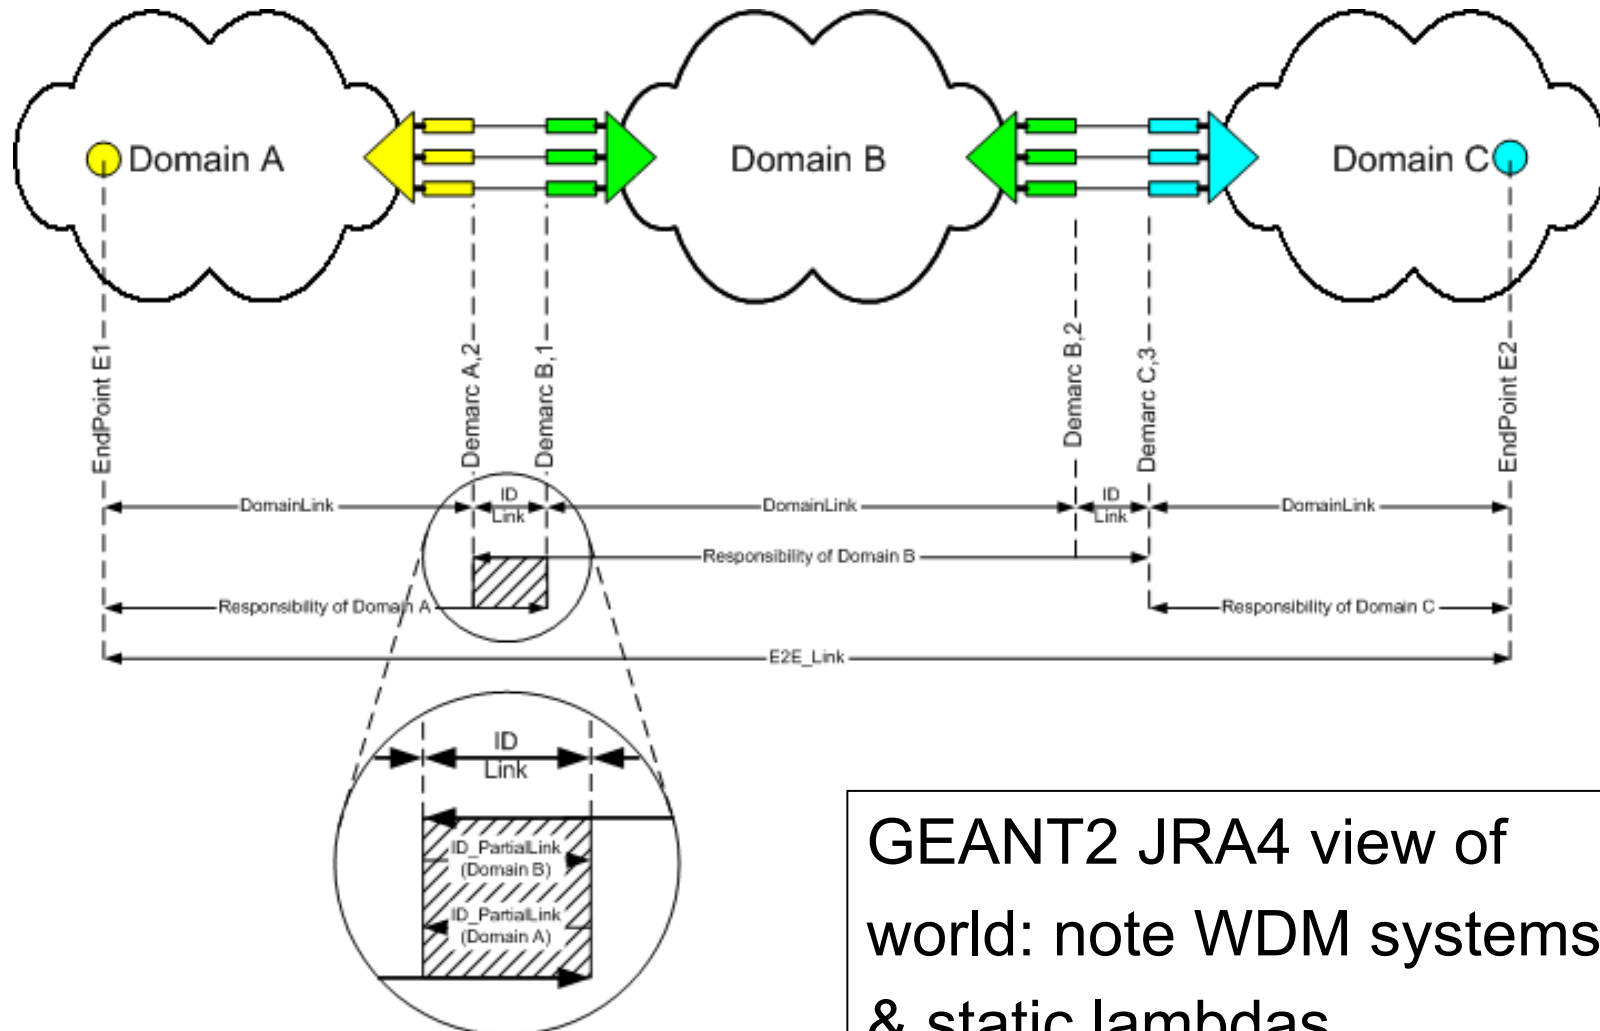 Domain A
Domain B
Domain C
EndPoint E1
Demarc A,2
Demarc B,1
Demarc B,2
Demarc C,3
EndPoint E2
DomainLink
ID
Link
DomainLink
ID
Link
DomainLink
Responsibility of Domain B
Responsibility of Domain A
Responsibility of Domain C
E2E_Link
ID
Link
ID_PartialLink
(Domain B)
ID_PartialLink
(Domain A)
GEANT2 JRA4 view of
world: note WDM systems
& static lambdas